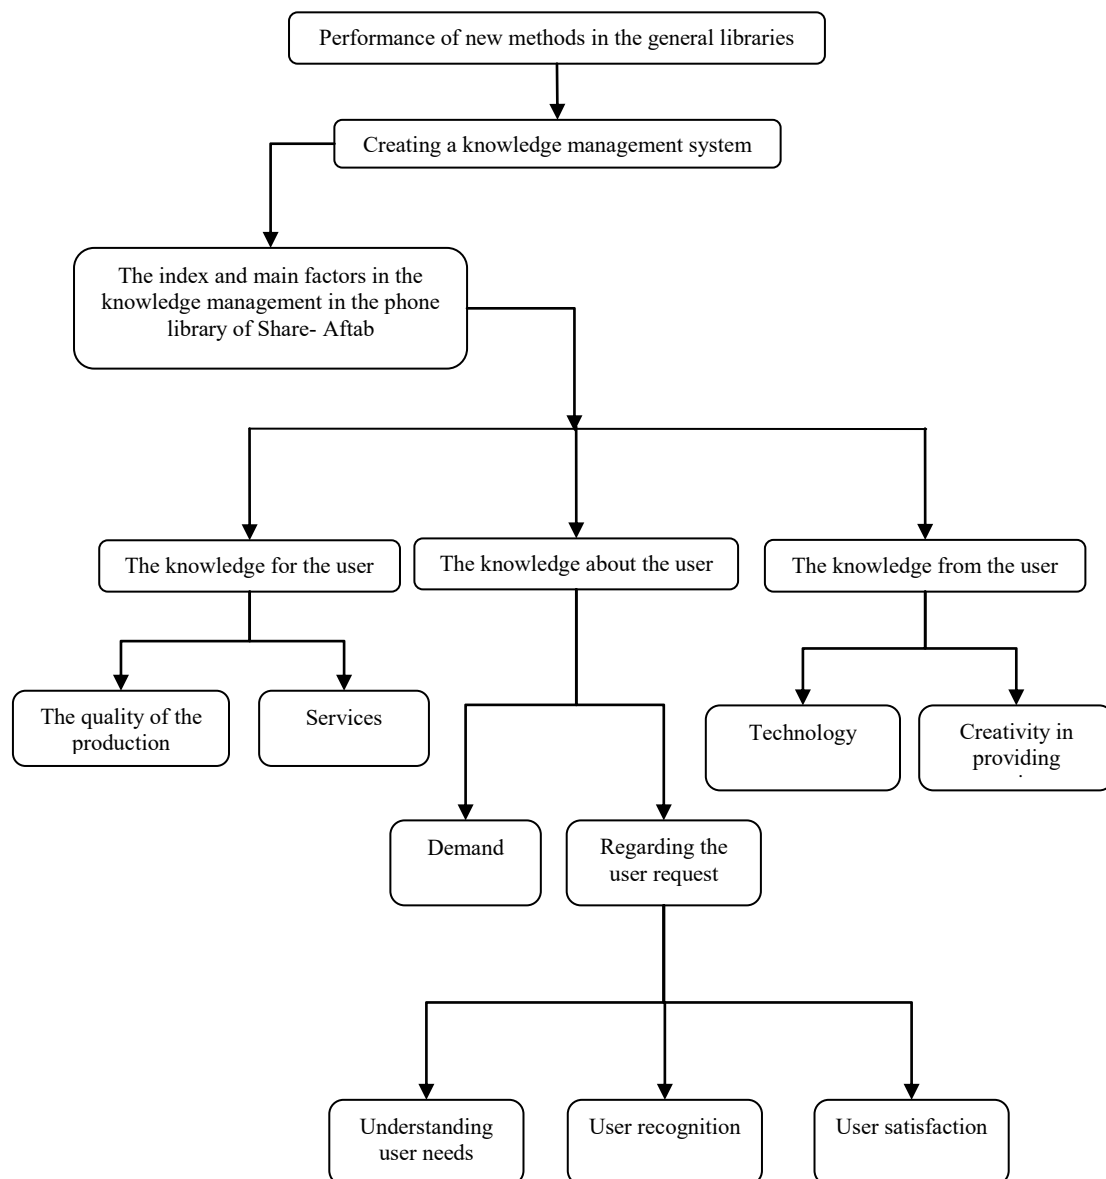 Performance of new methods in the general libraries
Creating a knowledge management system
The index and main factors in the
knowledge management in the phone
library of Share- Aftab
The knowledge for the user
The knowledge about the user
The knowledge from the user
The quality of the
production
Services
Technology
Creativity in
providing
Demand
Regarding the
user request
Understanding
user needs
User recognition
User satisfaction